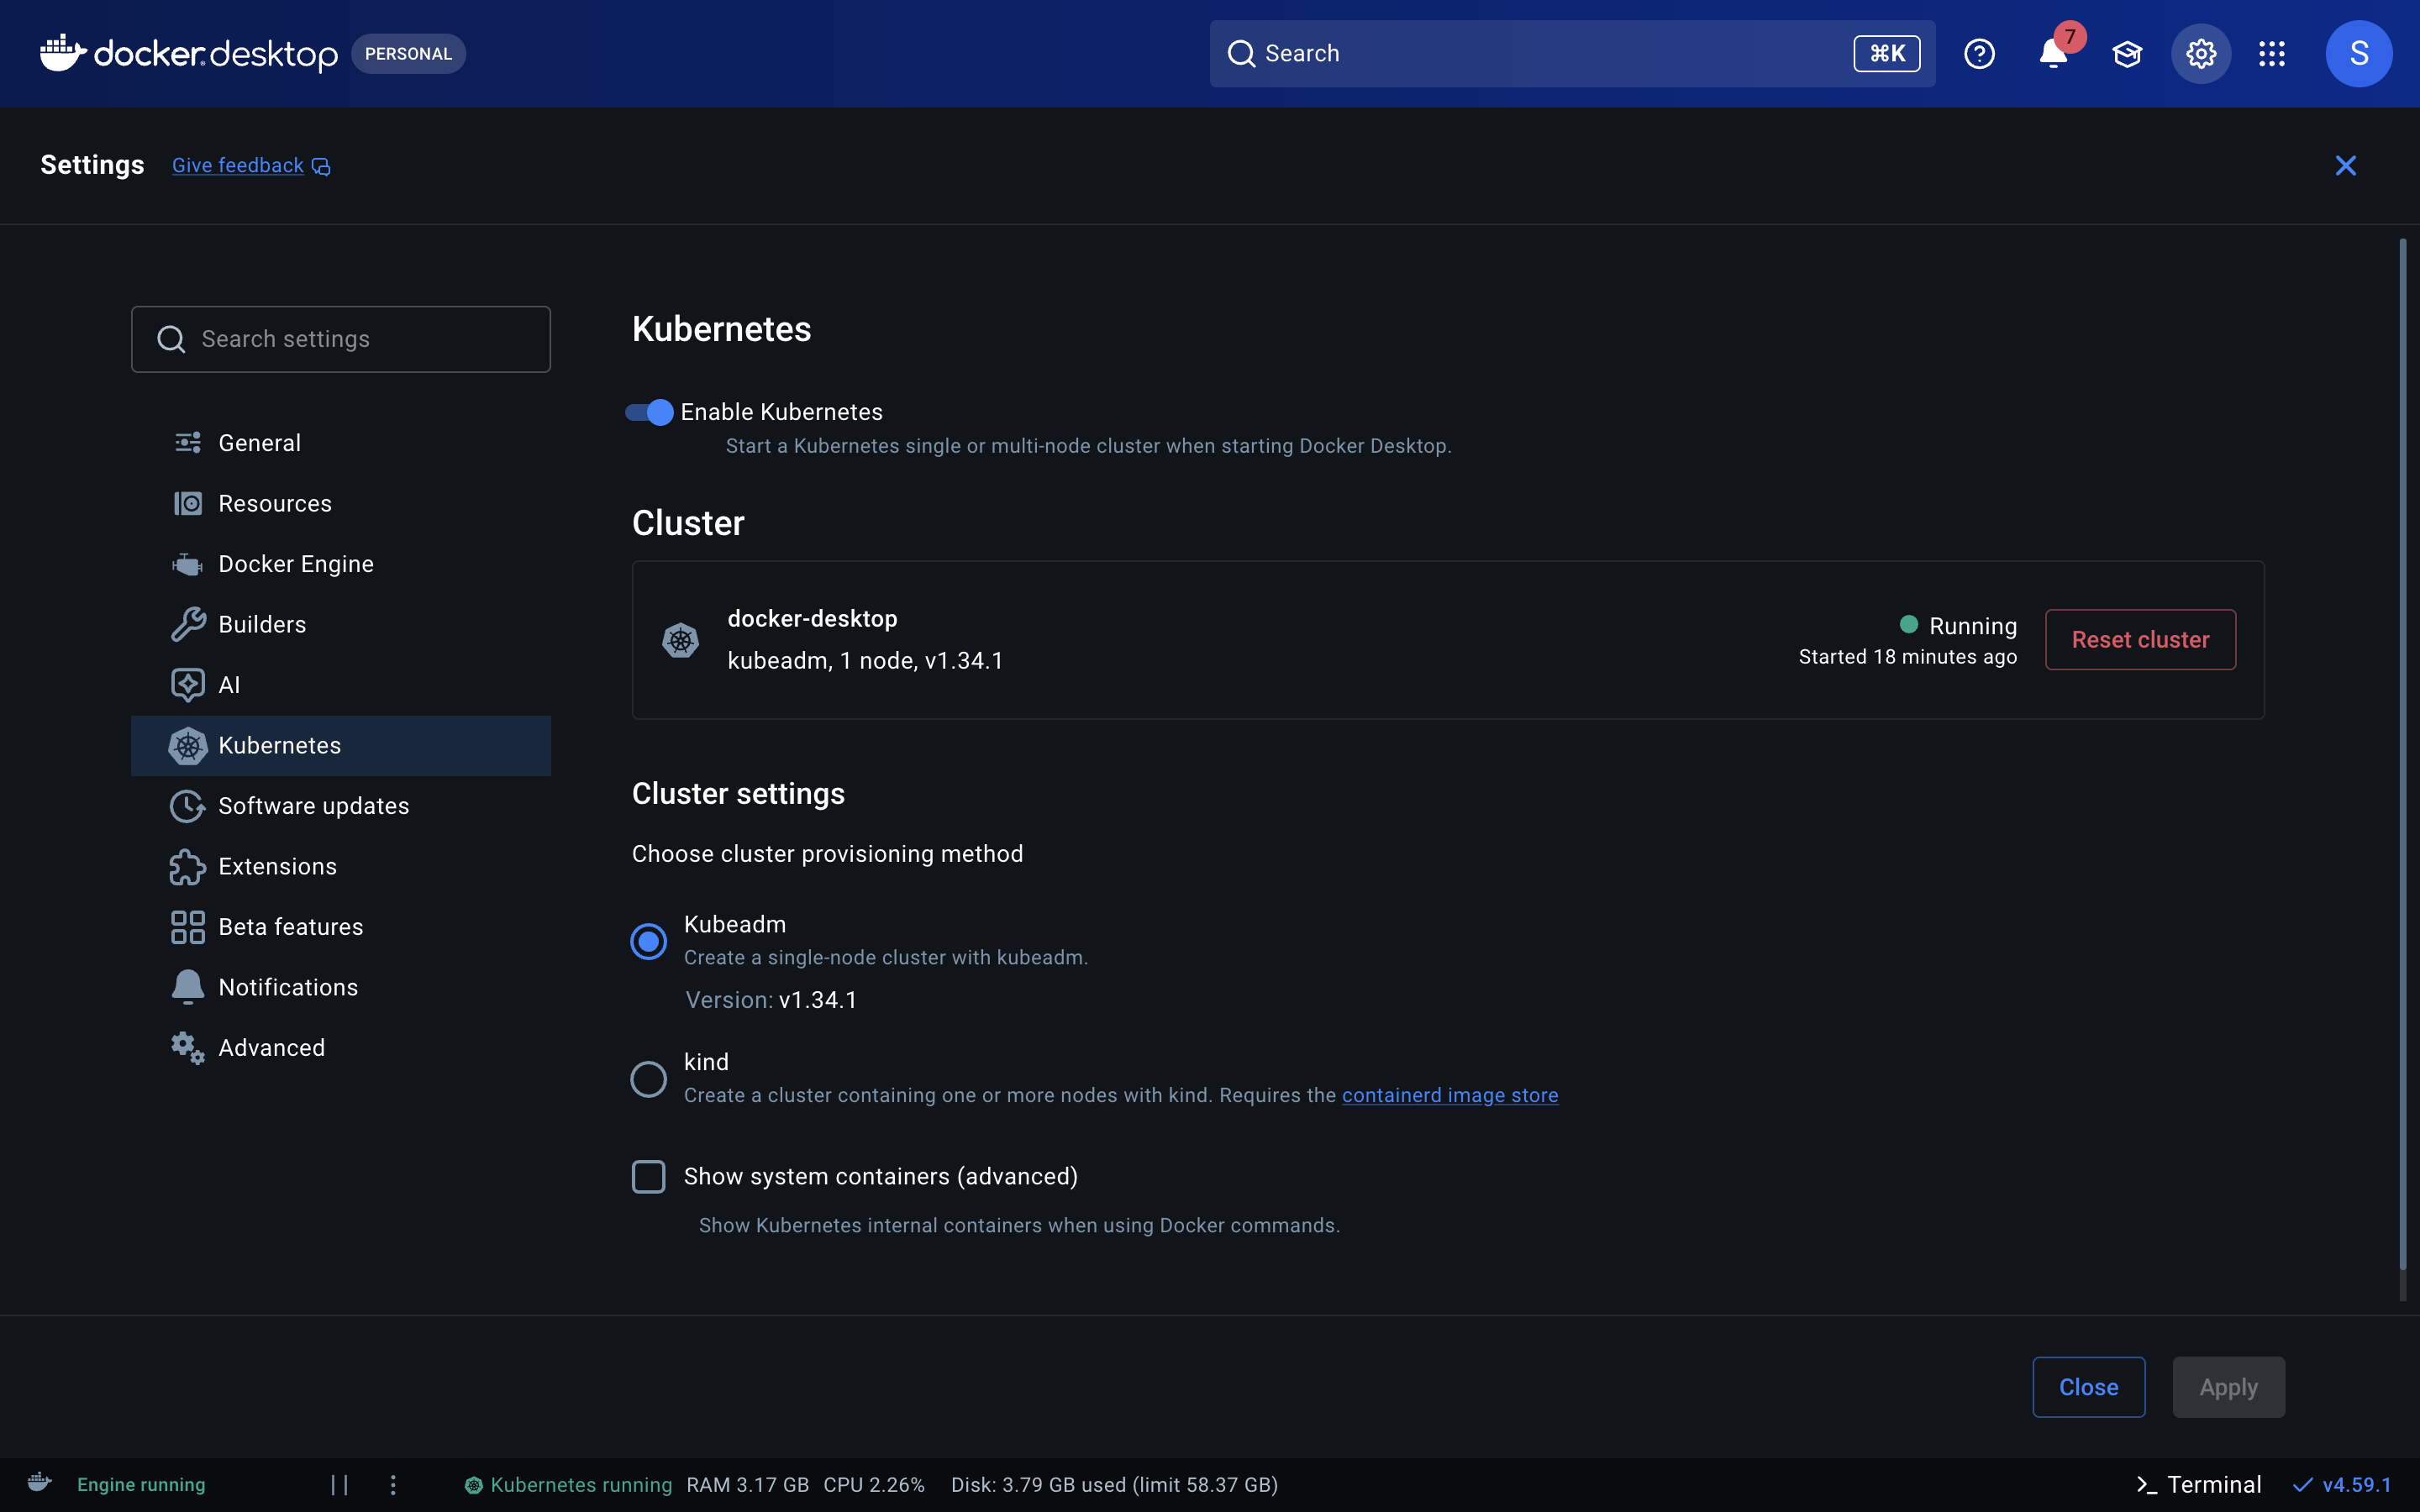 docker.desktop PERSONAL
Search
⌘K
7
S
Settings
Give feedback
Search settings
General
Resources
Docker Engine
Builders
AI
Kubernetes
Software updates
Extensions
Beta features
Notifications
Advanced
Kubernetes
Enable Kubernetes
Start a Kubernetes single or multi-node cluster when starting Docker Desktop.
Cluster
docker-desktop
kubeadm, 1 node, v1.34.1
Running
Started 18 minutes ago
Reset cluster
Cluster settings
Choose cluster provisioning method
Kubeadm
Create a single-node cluster with kubeadm.
Version: v1.34.1
kind
Create a cluster containing one or more nodes with kind. Requires the containerd image store
Show system containers (advanced)
Show Kubernetes internal containers when using Docker commands.
Close
Apply
Engine running
Kubernetes running RAM 3.17 GB CPU 2.26% Disk: 3.79 GB used (limit 58.37 GB)
Terminal
v4.59.1